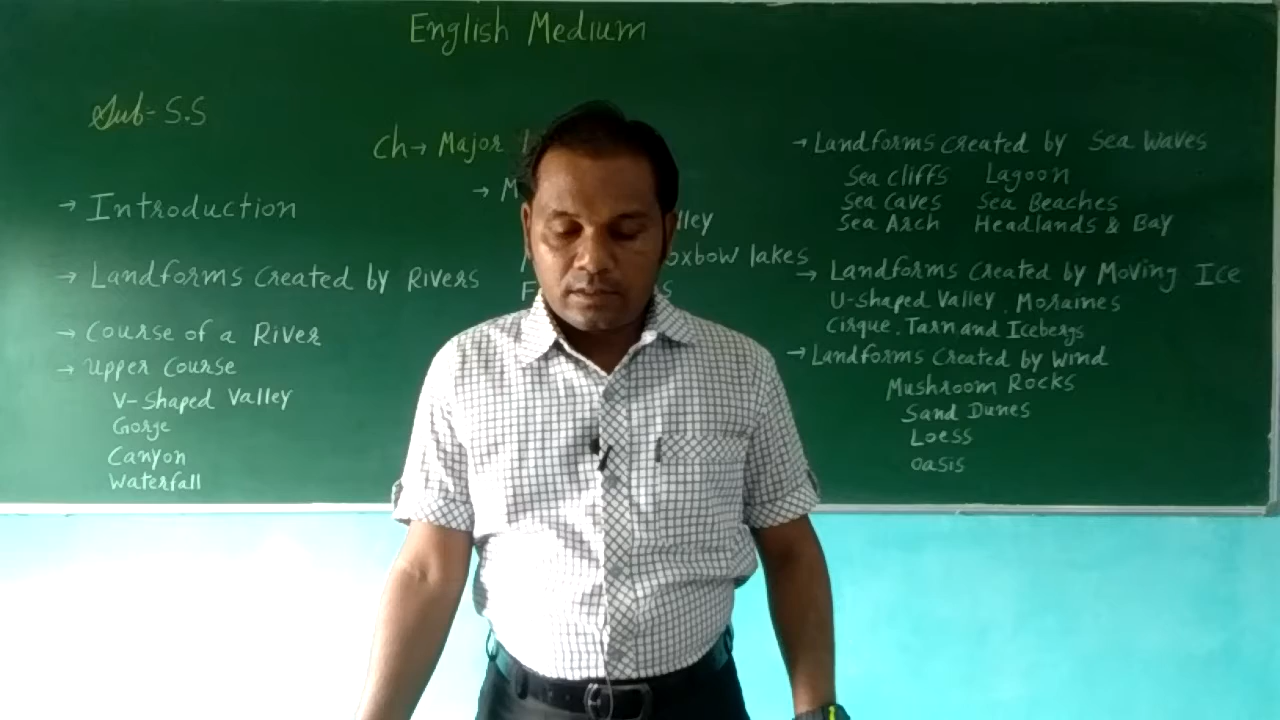 English Medium
Sub- S.S
Ch→ Major
→ Introduction
→ Landforms created by Rivers
→ Course of a River
→ Upper Course
V-Shaped Valley
Gorge
Canyon
Waterfall
→
oxbow lakes
→ Landforms created by Sea Waves
Sea Cliffs Lagoon
Sea Caves Sea Beaches
Sea Arch Headlands & Bay
→ Landforms created by Moving Ice
U-shaped Valley, Moraines
Cirque, Tarn and Icebergs
→ Landforms created by Wind
Mushroom Rocks
Sand Dunes
Loess
Oasis